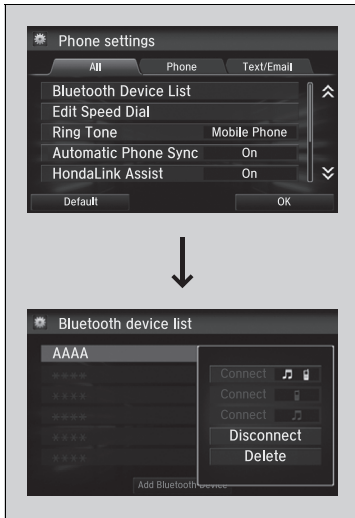 Phone settings
All Phone Text/Email
Bluetooth Device List
Edit Speed Dial
Ring Tone Mobile Phone
Automatic Phone Sync On
HondaLink Assist On
Default OK
Bluetooth device list
AAAA
**** Connect
**** Connect
**** Connect
**** Disconnect
**** Delete
Add Bluetooth Device